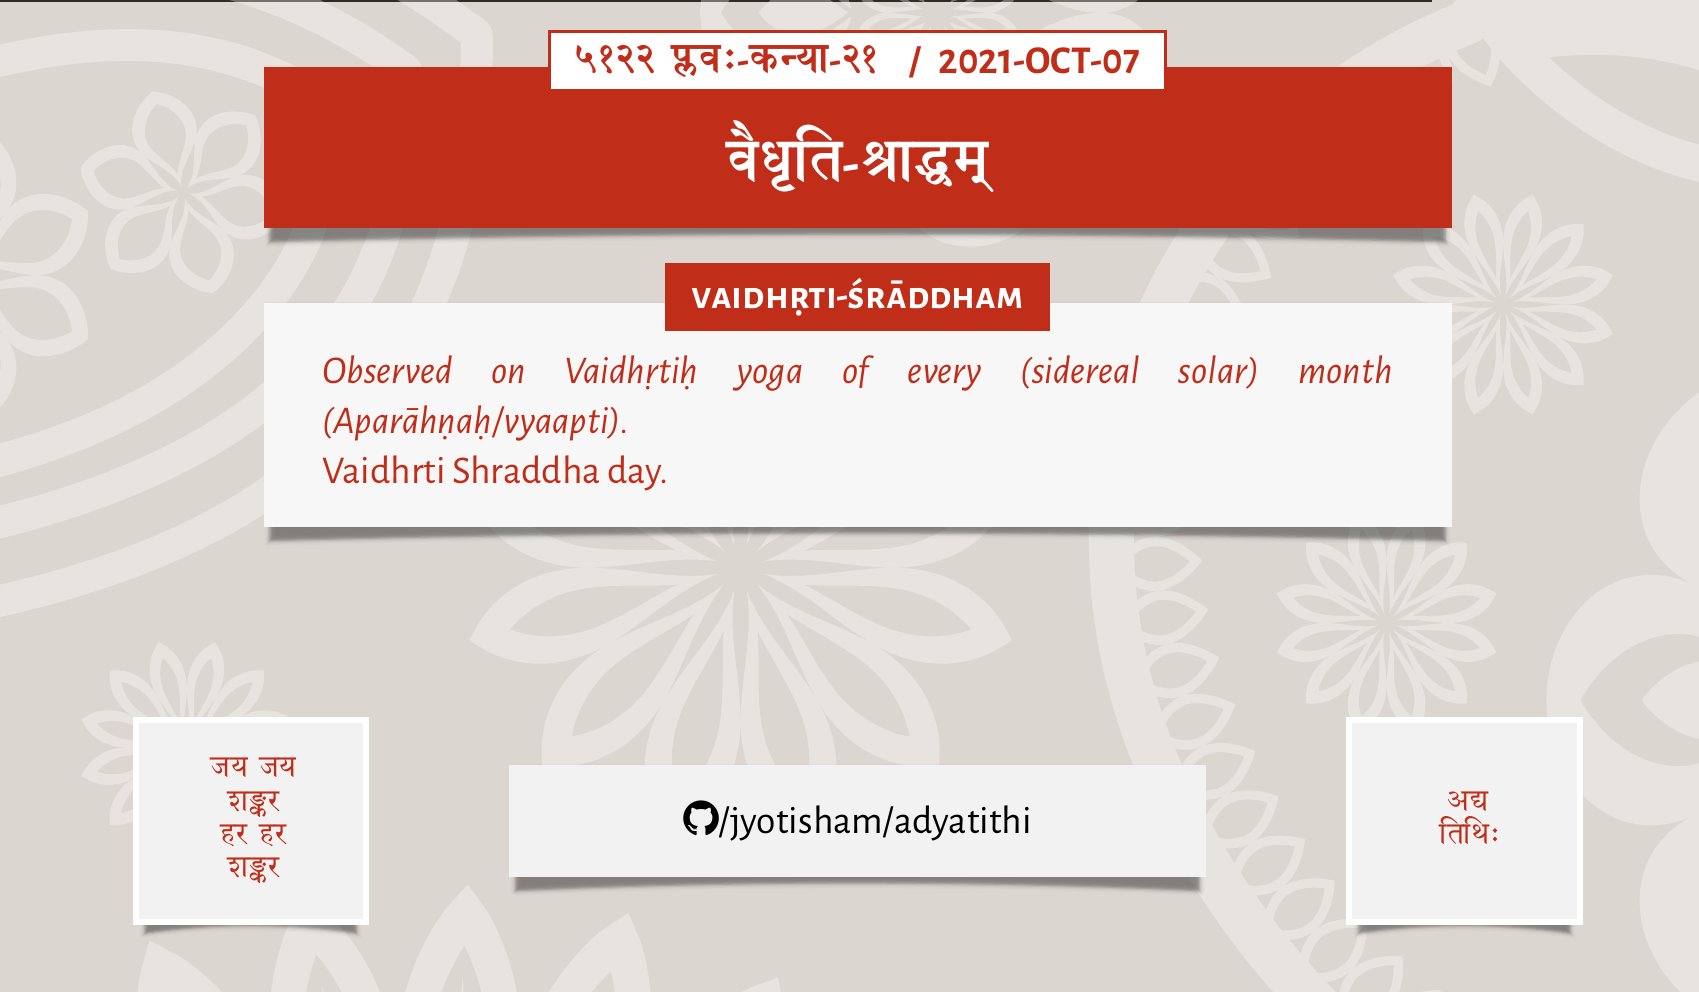 ५१२२ प्लवः-कन्या-२१ / 2021-OCT-07
वैधृति-श्राद्धम्
VAIDHṚTI-ŚRĀDDHAM
Observed on Vaidhṛtiḥ yoga of every (sidereal solar) month
(Aparāhṇaḥ/vyaapti).
Vaidhrti Shraddha day.
जय जय
शङ्कर
हर हर
शङ्कर
/jyotisham/adyatithi
अद्य
तिथिः